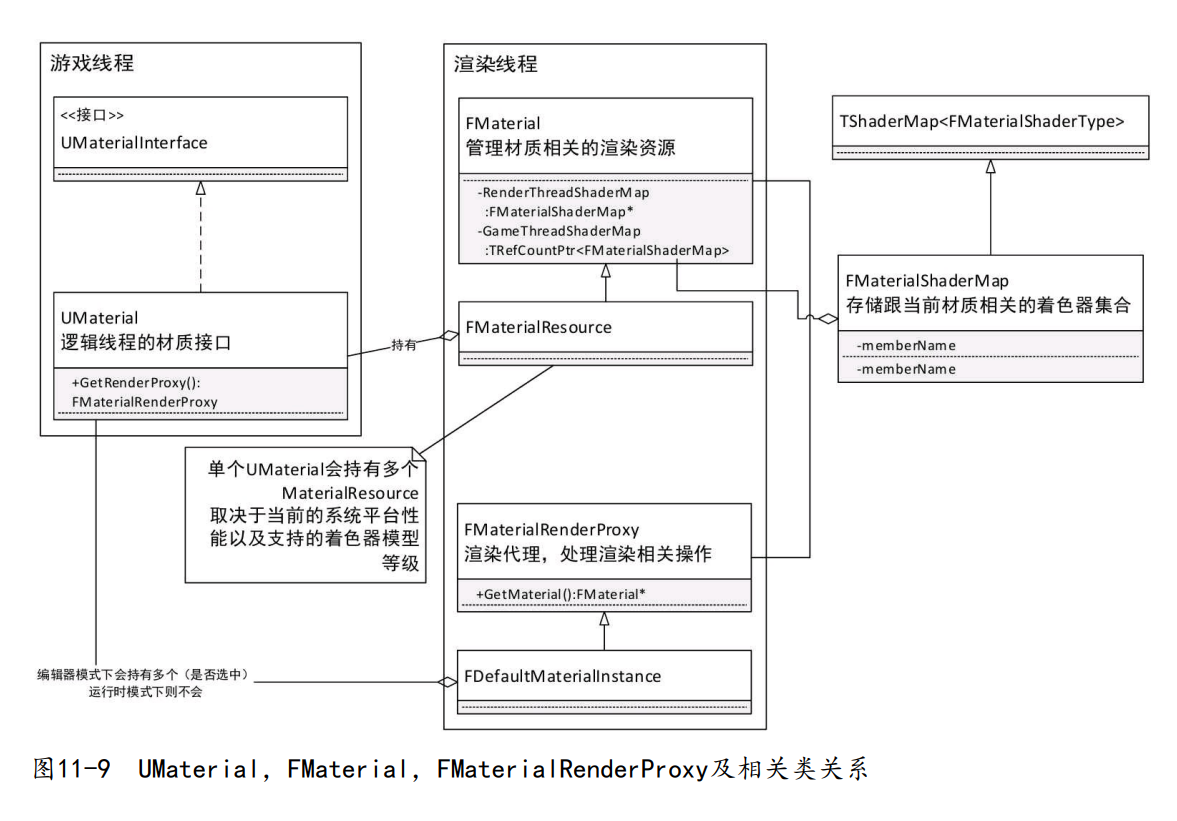 游戏线程
<<接口>>
UMaterialInterface
UMaterial
逻辑线程的材质接口
+GetRenderProxy():
FMaterialRenderProxy
持有
单个UMaterial会持有多个
MaterialResource
取决于当前的系统平台性
能以及支持的着色器模型
等级
编辑器模式下会持有多个（是否选中）
运行时模式下则不会
渲染线程
FMaterial
管理材质相关的渲染资源
-RenderThreadShaderMap
:FMaterialShaderMap*
-GameThreadShaderMap
:TRefCountPtr<FMaterialShaderMap>
FMaterialResource
FMaterialRenderProxy
渲染代理，处理渲染相关操作
+GetMaterial():FMaterial*
FDefaultMaterialInstance
TShaderMap<FMaterialShaderType>
FMaterialShaderMap
存储跟当前材质相关的着色器集合
-memberName
-memberName
图11-9 UMaterial，FMaterial，FMaterialRenderProxy及相关类关系